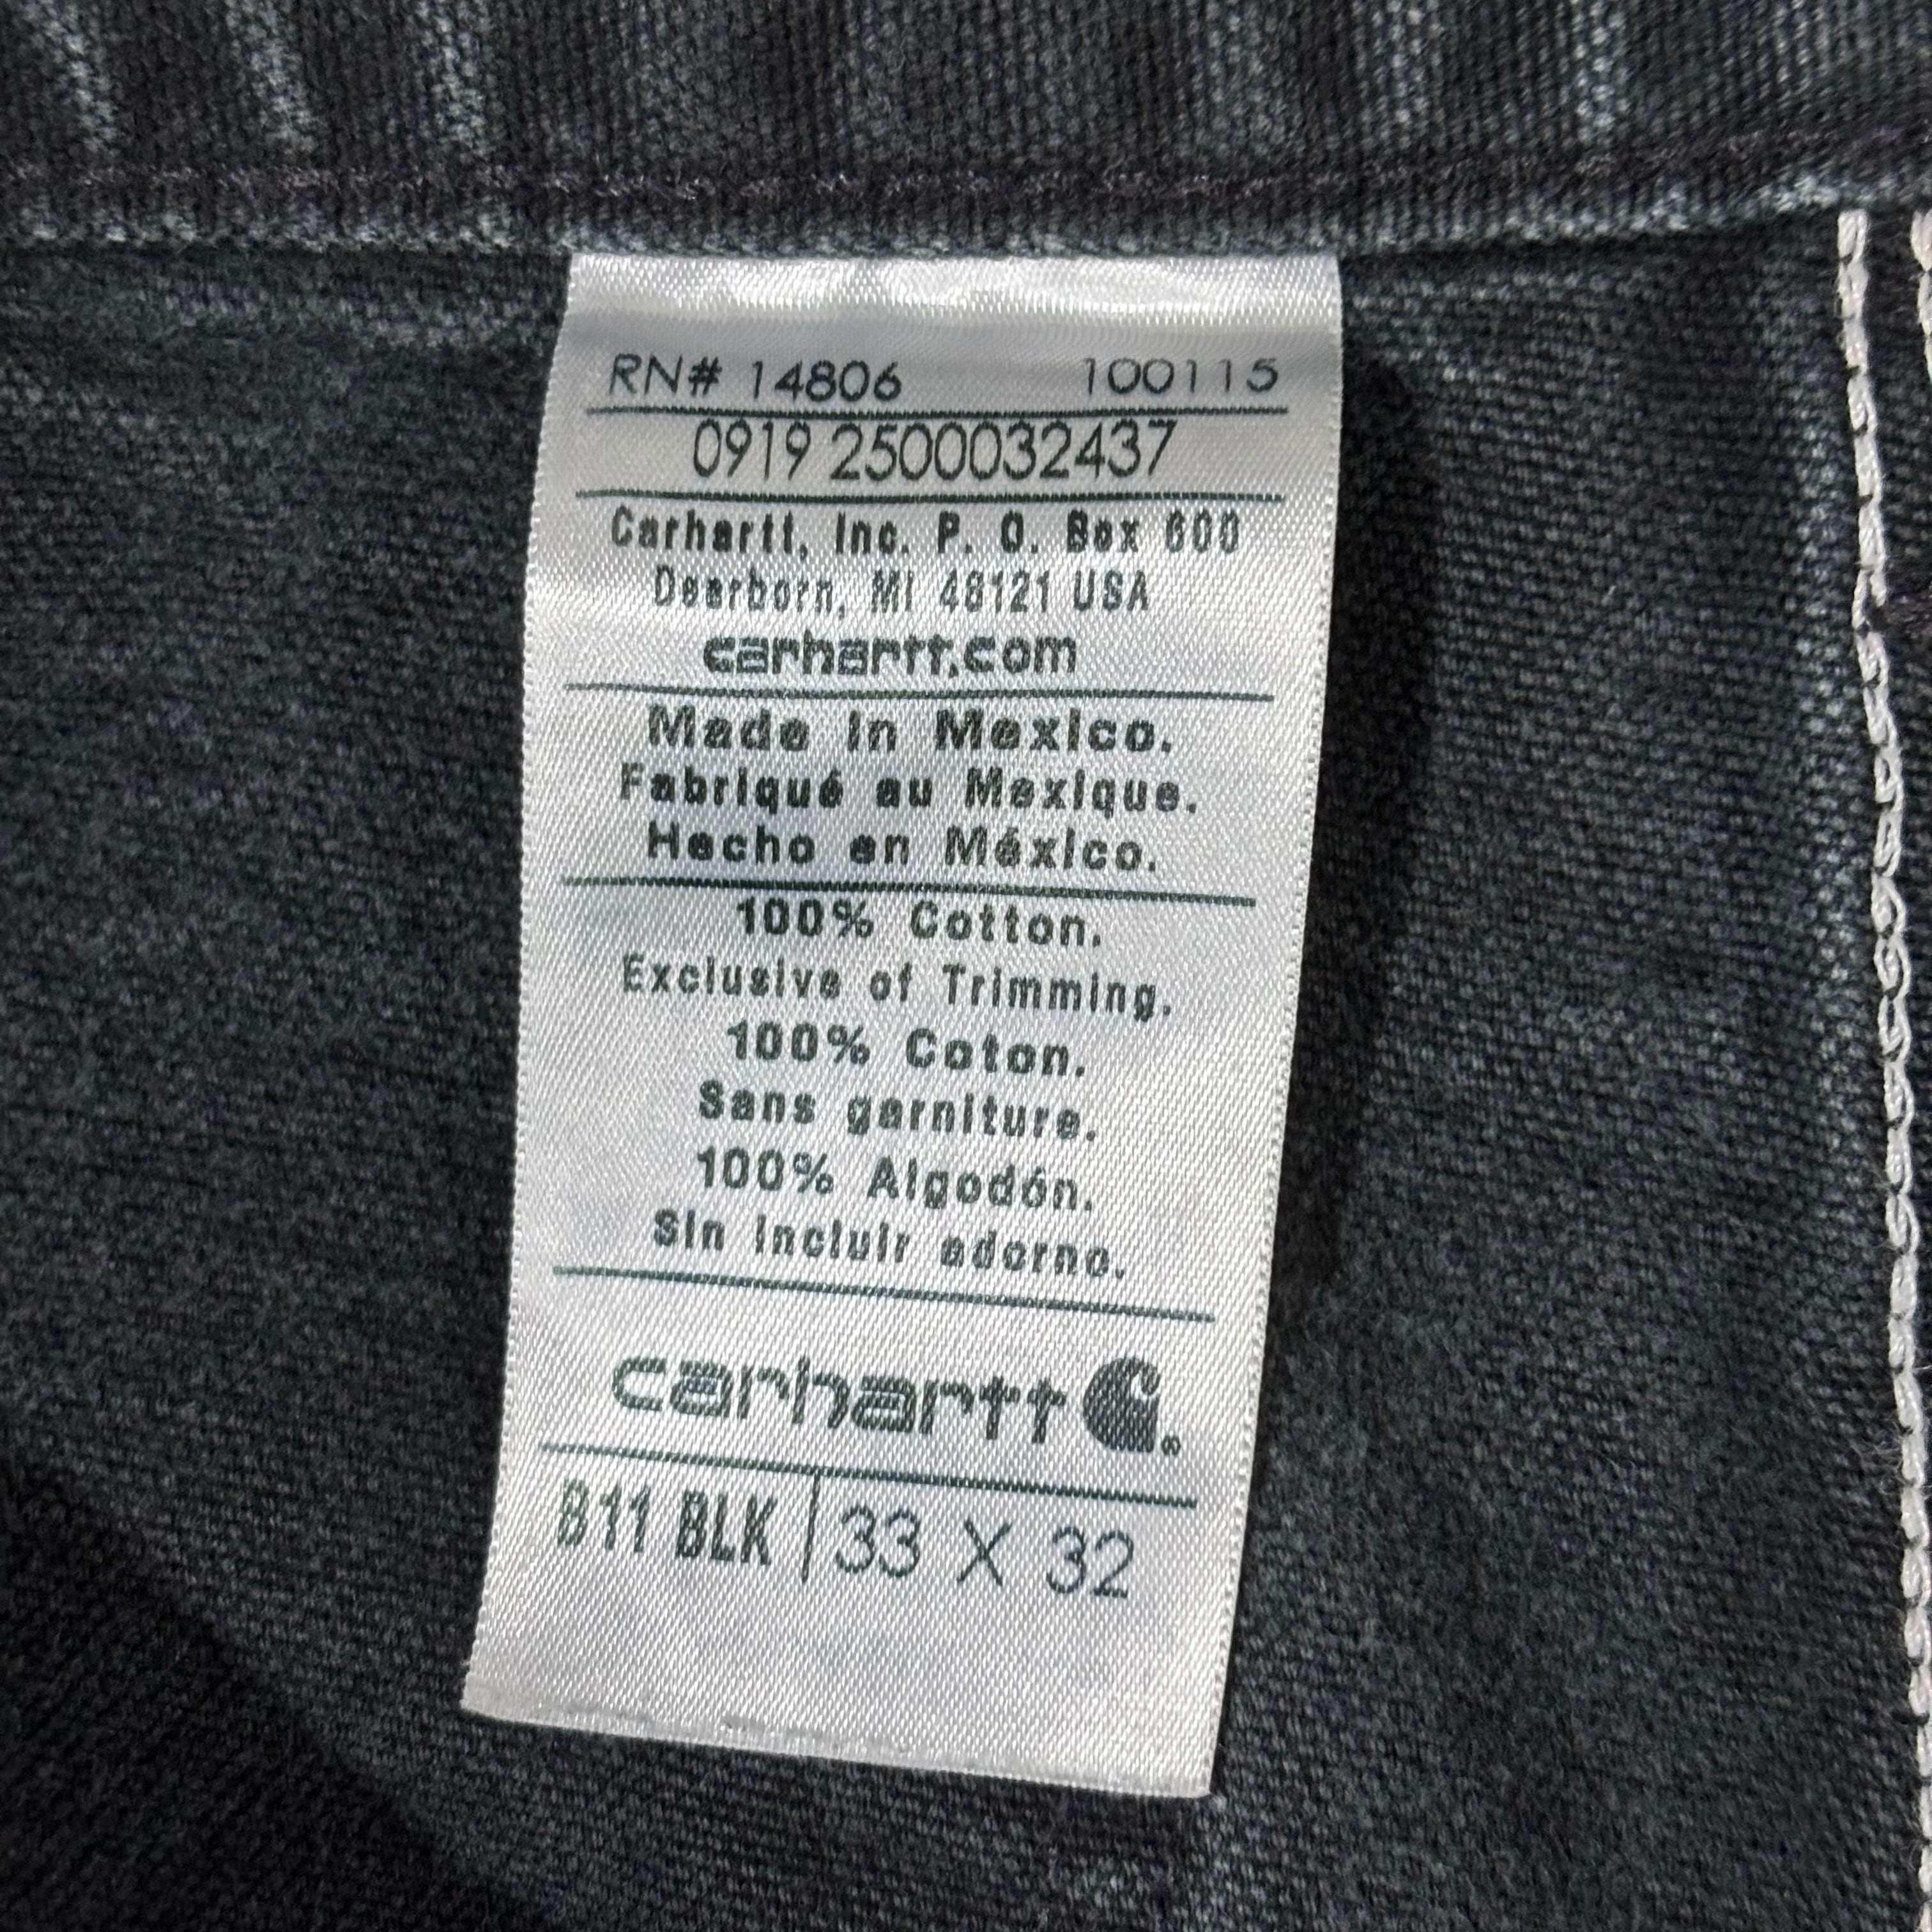 RN# 14806 100115
0919 2500032437
Carhartt, Inc. P. O. Box 600
Dearborn, MI 48121 USA
carhartt.com
Made in Mexico.
Fabriqué au Mexique.
Hecho en México.
100% Cotton.
Exclusive of Trimming.
100% Coton.
Sans garniture.
100% Algodón.
Sin incluir adorno.
carhartt ®
B11 BLK | 33 X 32